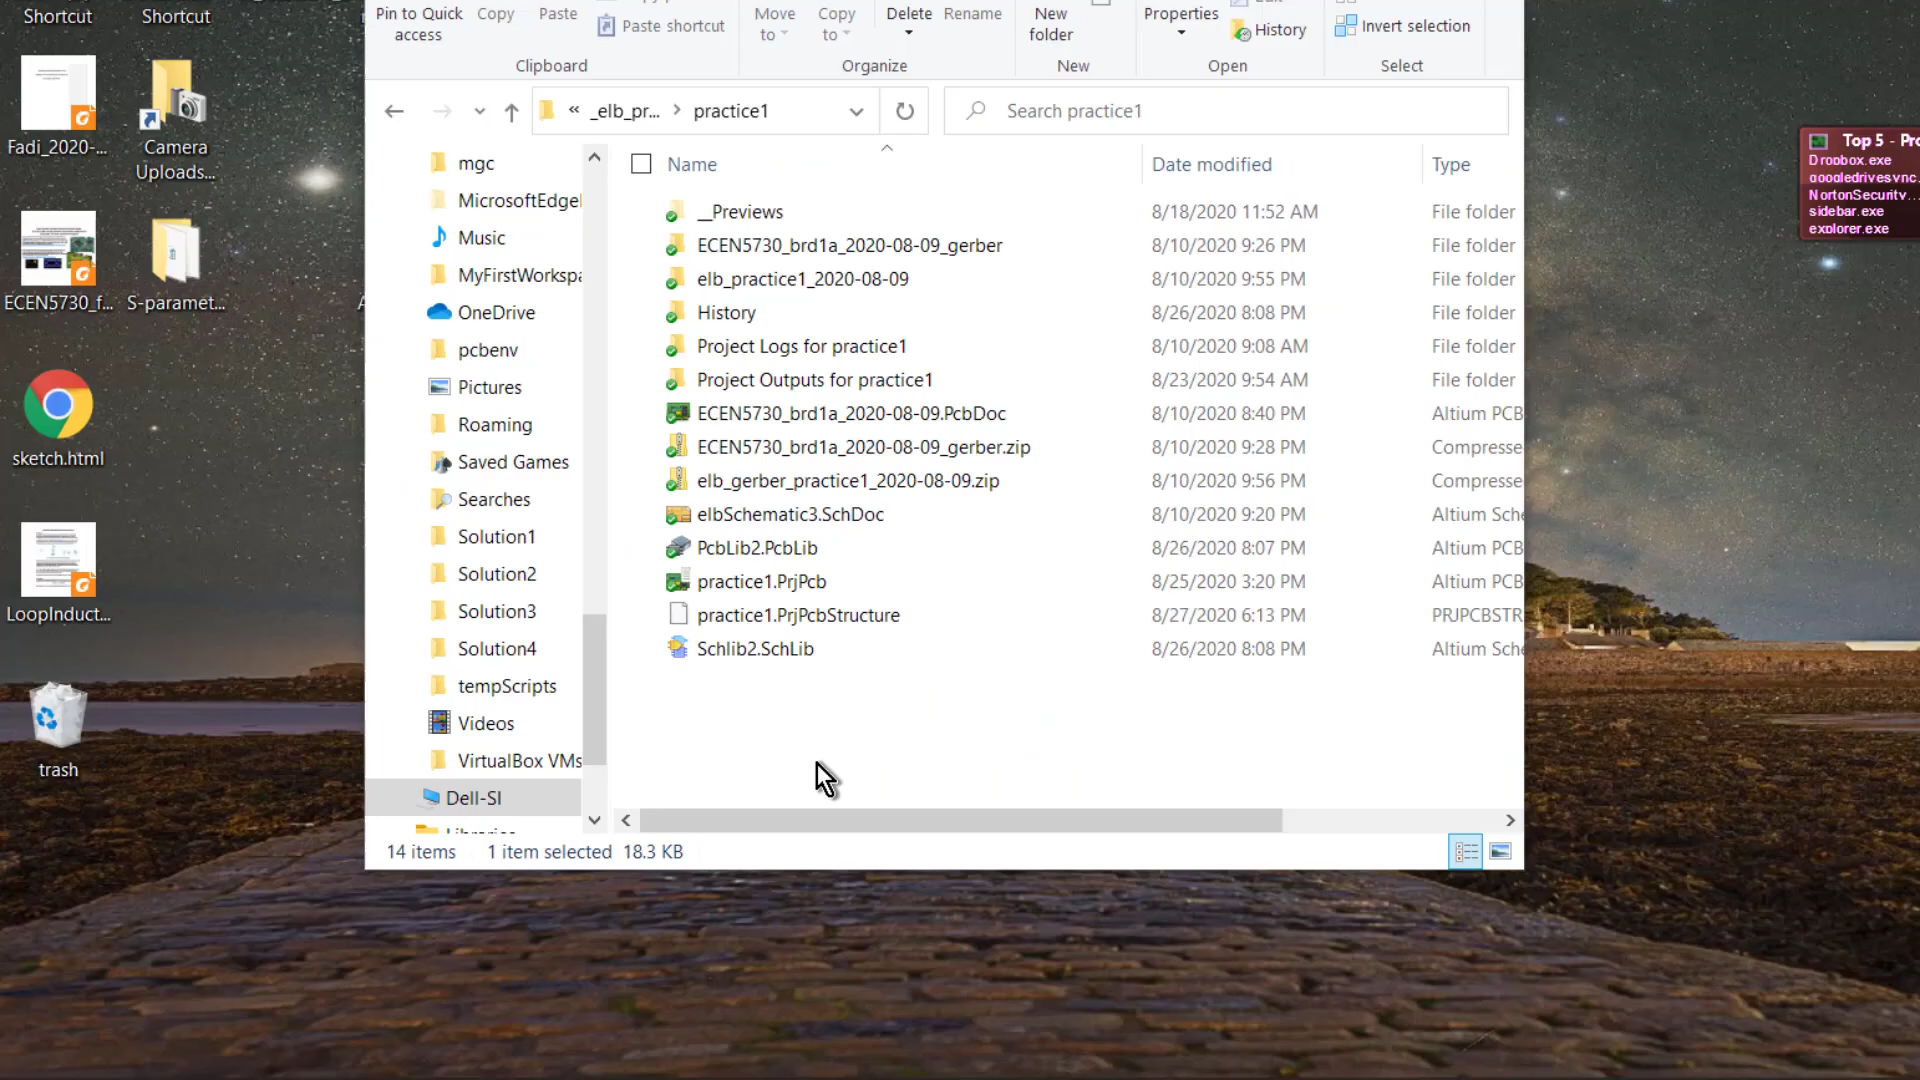 Shortcut
Shortcut
Fadi_2020-...
Camera
Uploads...
ECEN5730_f...
S-paramet...
sketch.html
LoopInduct...
trash
Pin to Quick
access
Copy
Paste
Paste shortcut
Move
to
Copy
to
Delete
Rename
New
folder
Properties
History
Invert selection
Clipboard
Organize
New
Open
Select
« _elb_pr... > practice1
Search practice1
mgc
MicrosoftEdge
Music
MyFirstWorkspa
OneDrive
pcbenv
Pictures
Roaming
Saved Games
Searches
Solution1
Solution2
Solution3
Solution4
tempScripts
Videos
VirtualBox VMs
Dell-SI
Name Date modified Type
__Previews 8/18/2020 11:52 AM File folder
ECEN5730_brd1a_2020-08-09_gerber 8/10/2020 9:26 PM File folder
elb_practice1_2020-08-09 8/10/2020 9:55 PM File folder
History 8/26/2020 8:08 PM File folder
Project Logs for practice1 8/10/2020 9:08 AM File folder
Project Outputs for practice1 8/23/2020 9:54 AM File folder
ECEN5730_brd1a_2020-08-09.PcbDoc 8/10/2020 8:40 PM Altium PCB
ECEN5730_brd1a_2020-08-09_gerber.zip 8/10/2020 9:28 PM Compresse
elb_gerber_practice1_2020-08-09.zip 8/10/2020 9:56 PM Compresse
elbSchematic3.SchDoc 8/10/2020 9:20 PM Altium Sche
PcbLib2.PcbLib 8/26/2020 8:07 PM Altium PCB
practice1.PrjPcb 8/25/2020 3:20 PM Altium PCB
practice1.PrjPcbStructure 8/27/2020 6:13 PM PRJPCBSTR
Schlib2.SchLib 8/26/2020 8:08 PM Altium Sche
14 items 1 item selected 18.3 KB
Top 5 - Pro
Dropbox.exe
googledrivesync.
NortonSecurity...
sidebar.exe
explorer.exe